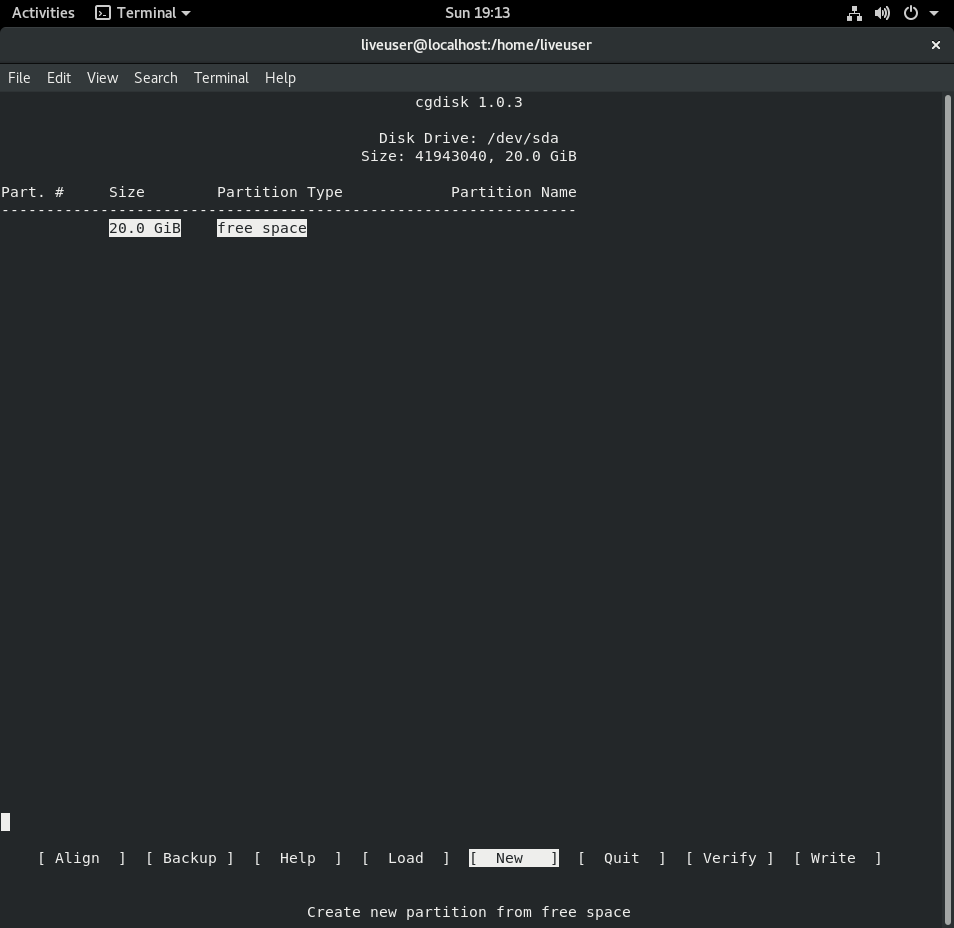 Activities Terminal Sun 19:13
liveuser@localhost:/home/liveuser ×
File Edit View Search Terminal Help
cgdisk 1.0.3
Disk Drive: /dev/sda
Size: 41943040, 20.0 GiB
Part. # Size Partition Type Partition Name
----------------------------------------------------------------
20.0 GiB free space
[ Align ] [ Backup ] [ Help ] [ Load ] [ New ] [ Quit ] [ Verify ] [ Write ]
Create new partition from free space